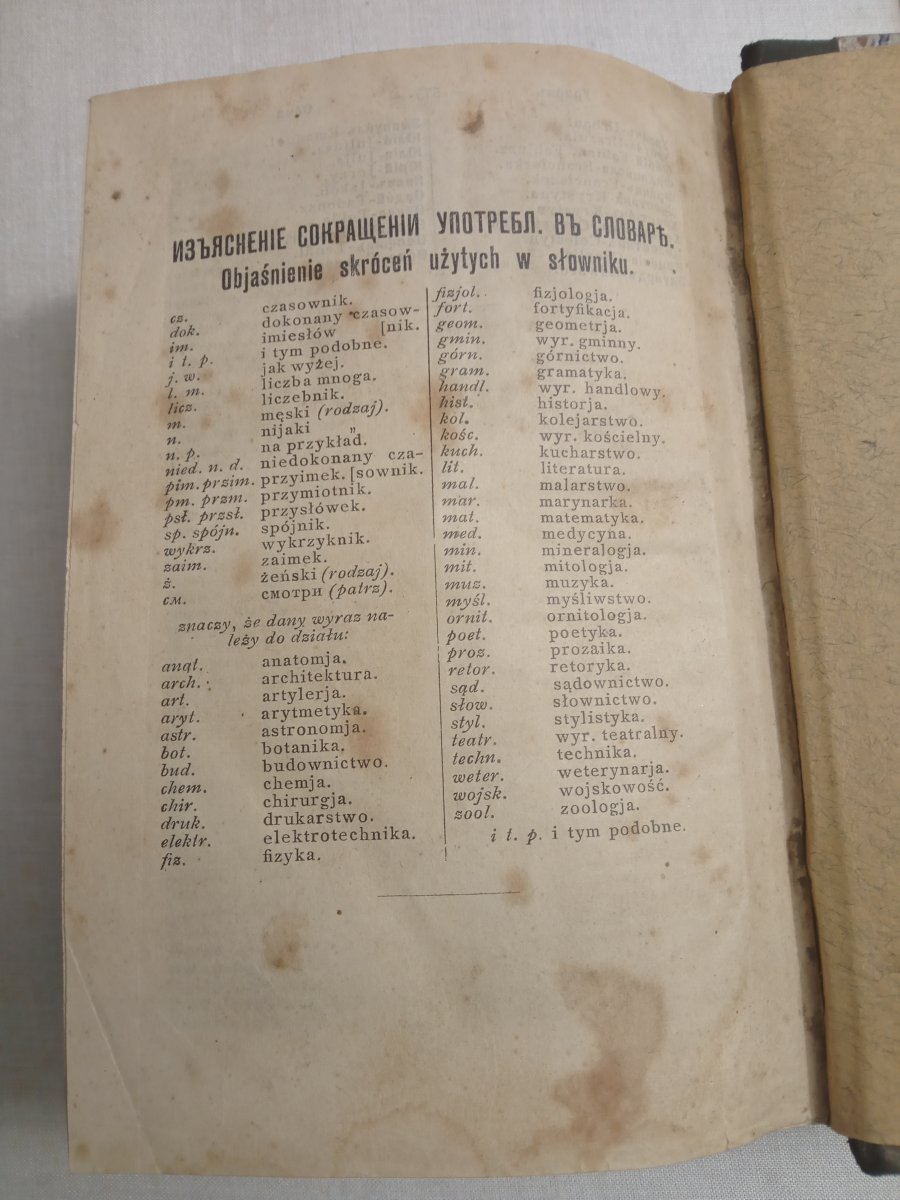 ИЗЪЯСНЕНІЕ СОКРАЩЕНІИ УПОТРЕБЛ. ВЪ СЛОВАРѢ.
Objaśnienie skróceń użytych w słowniku.
cz. czasownik.
dok. dokonany czasow-
im. imiesłów [nik.
i t. p. i tym podobne.
j. w. jak wyżej.
l. m. liczba mnoga.
licz. liczebnik.
m. męski (rodzaj).
n. nijaki „
n. p. na przykład.
nied. n. d. niedokonany cza-
pim. przim. przyimek. [sownik.
pm. przm. przymiotnik.
psł. przsł. przysłówek.
sp. spójn. spójnik.
wykrz. wykrzyknik.
zaim. zaimek.
ż. żeński (rodzaj).
см. смотри (patrz).
znaczy, że dany wyraz na-
leży do działu:
anat. anatomja.
arch. architektura.
art. artylerja.
aryt. arytmetyka.
astr. astronomja.
bot. botanika.
bud. budownictwo.
chem. chemja.
chir. chirurgja.
druk. drukarstwo.
elektr. elektrotechnika.
fiz. fizyka.
fizjol. fizjologja.
fort. fortyfikacja.
geom. geometrja.
gmin. wyr. gminny.
górn. górnictwo.
gram. gramatyka.
handl. wyr. handlowy.
hist. historja.
kol. kolejarstwo.
kośc. wyr. kościelny.
kuch. kucharstwo.
lit. literatura.
mal. malarstwo.
mar. marynarka.
mat. matematyka.
med. medycyna.
min. mineralogja.
mit. mitologja.
muz. muzyka.
myśl. myśliwstwo.
ornit. ornitologja.
poet. poetyka.
proz. prozaika.
retor. retoryka.
sąd. sądownictwo.
słow. słownictwo.
styl. stylistyka.
teatr. wyr. teatralny.
techn. technika.
weter. weterynarja.
wojsk. wojskowość.
zool. zoologja.
i t. p. i tym podobne.